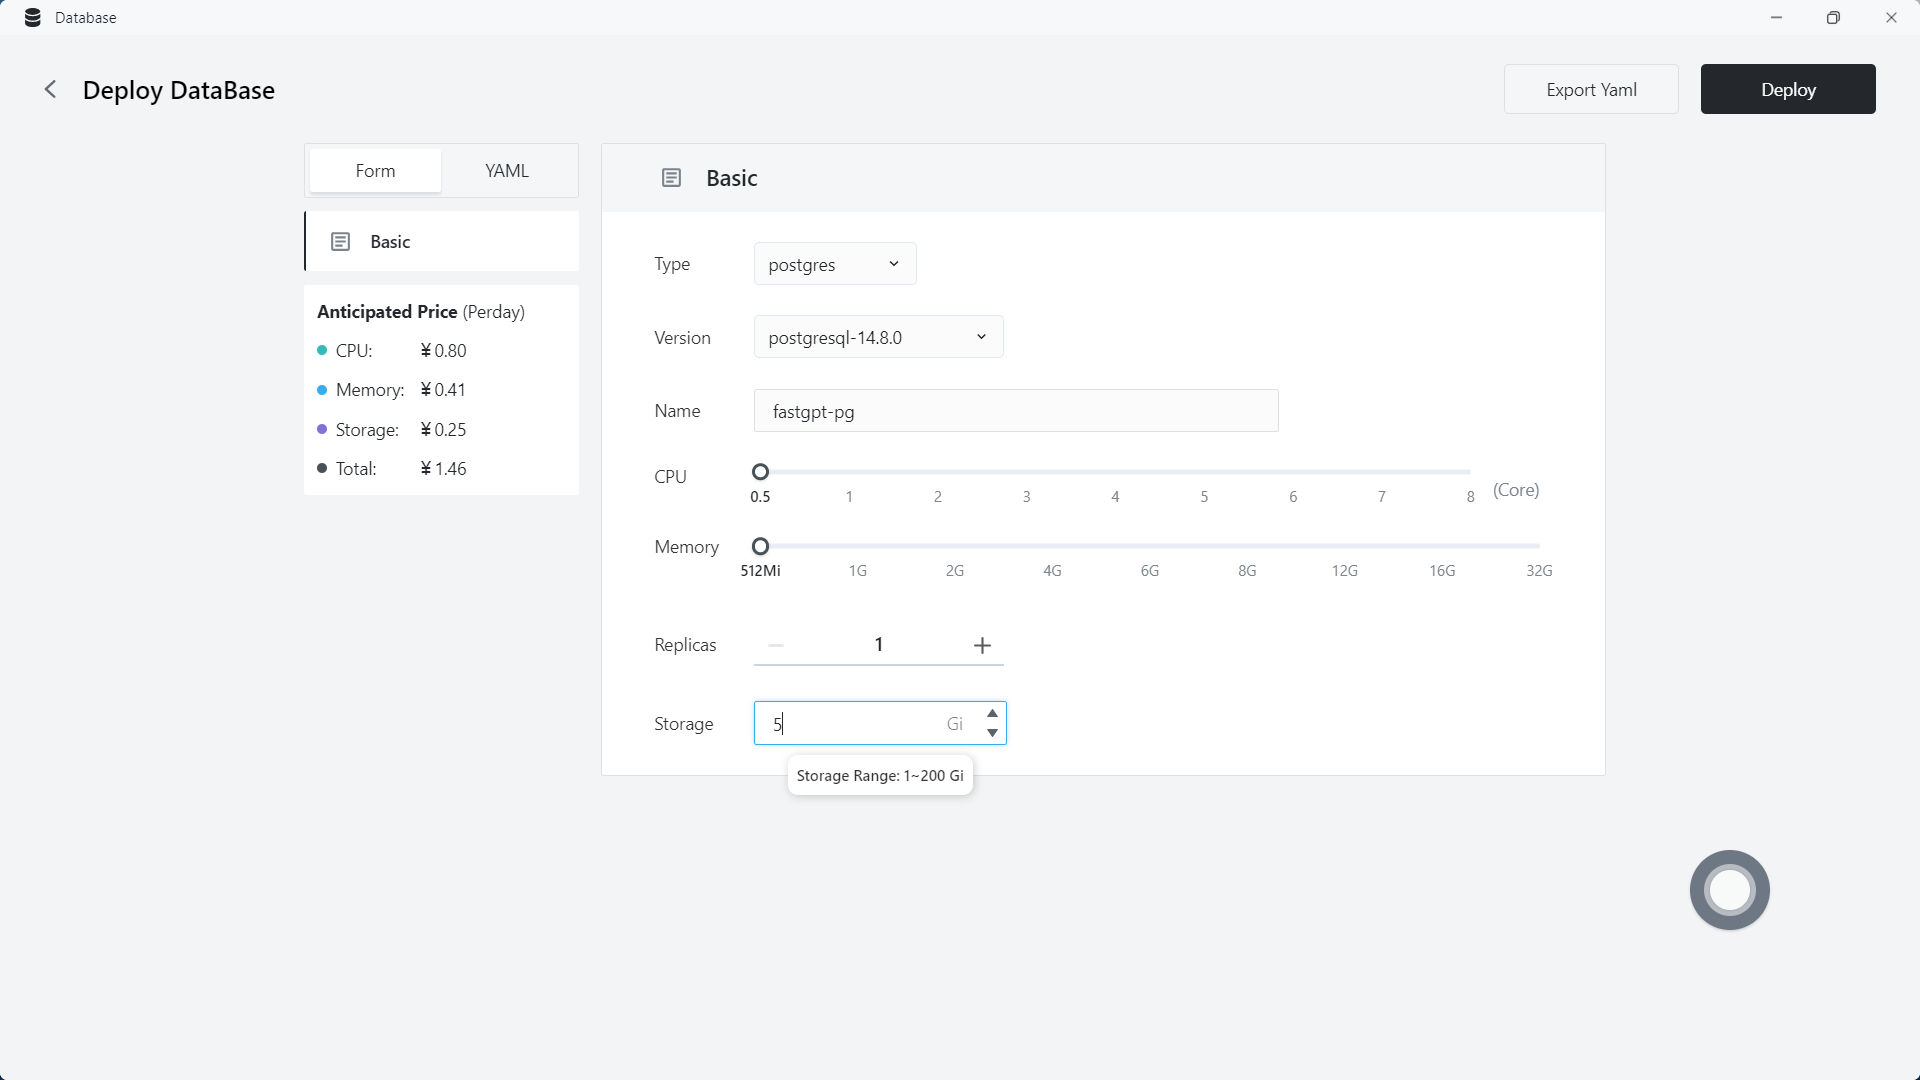 Database
Deploy DataBase
Export Yaml
Deploy
Form
YAML
Basic
Anticipated Price (Perday)
CPU: ¥ 0.80
Memory: ¥ 0.41
Storage: ¥ 0.25
Total: ¥ 1.46
Basic
Type
postgres
Version
postgresql-14.8.0
Name
fastgpt-pg
CPU
0.5 1 2 3 4 5 6 7 8 (Core)
Memory
512Mi 1G 2G 4G 6G 8G 12G 16G 32G
Replicas
1
Storage
5 Gi
Storage Range: 1~200 Gi